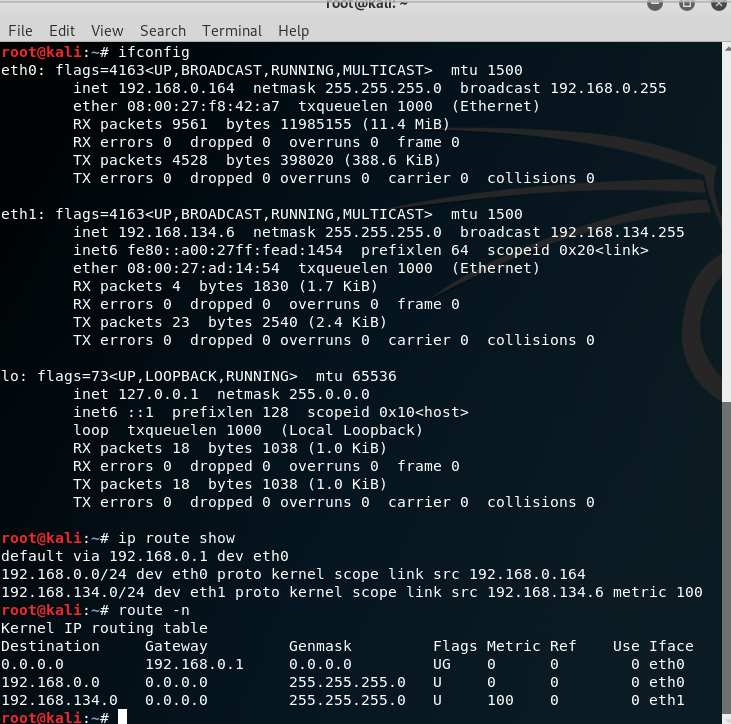 root@kali: ~
File Edit View Search Terminal Help
root@kali:~# ifconfig
eth0: flags=4163<UP,BROADCAST,RUNNING,MULTICAST>  mtu 1500
        inet 192.168.0.164  netmask 255.255.255.0  broadcast 192.168.0.255
        ether 08:00:27:f8:42:a7  txqueuelen 1000  (Ethernet)
        RX packets 9561  bytes 11985155 (11.4 MiB)
        RX errors 0  dropped 0  overruns 0  frame 0
        TX packets 4528  bytes 398020 (388.6 KiB)
        TX errors 0  dropped 0 overruns 0  carrier 0  collisions 0
eth1: flags=4163<UP,BROADCAST,RUNNING,MULTICAST>  mtu 1500
        inet 192.168.134.6  netmask 255.255.255.0  broadcast 192.168.134.255
        inet6 fe80::a00:27ff:fead:1454  prefixlen 64  scopeid 0x20<link>
        ether 08:00:27:ad:14:54  txqueuelen 1000  (Ethernet)
        RX packets 4  bytes 1830 (1.7 KiB)
        RX errors 0  dropped 0  overruns 0  frame 0
        TX packets 23  bytes 2540 (2.4 KiB)
        TX errors 0  dropped 0 overruns 0  carrier 0  collisions 0
lo: flags=73<UP,LOOPBACK,RUNNING>  mtu 65536
        inet 127.0.0.1  netmask 255.0.0.0
        inet6 ::1  prefixlen 128  scopeid 0x10<host>
        loop  txqueuelen 1000  (Local Loopback)
        RX packets 18  bytes 1038 (1.0 KiB)
        RX errors 0  dropped 0  overruns 0  frame 0
        TX packets 18  bytes 1038 (1.0 KiB)
        TX errors 0  dropped 0 overruns 0  carrier 0  collisions 0
root@kali:~# ip route show
default via 192.168.0.1 dev eth0
192.168.0.0/24 dev eth0 proto kernel scope link src 192.168.0.164
192.168.134.0/24 dev eth1 proto kernel scope link src 192.168.134.6 metric 100
root@kali:~# route -n
Kernel IP routing table
Destination     Gateway         Genmask         Flags Metric Ref    Use Iface
0.0.0.0         192.168.0.1     0.0.0.0         UG    0      0        0 eth0
192.168.0.0     0.0.0.0         255.255.255.0   U     0      0        0 eth0
192.168.134.0   0.0.0.0         255.255.255.0   U     100    0        0 eth1
root@kali:~#